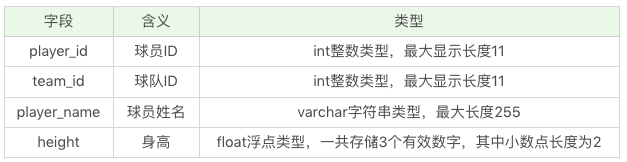 字段 含义 类型
player_id 球员ID int整数类型，最大显示长度11
team_id 球队ID int整数类型，最大显示长度11
player_name 球员姓名 varchar字符串类型，最大长度255
height 身高 float浮点类型，一共存储3个有效数字，其中小数点长度为2